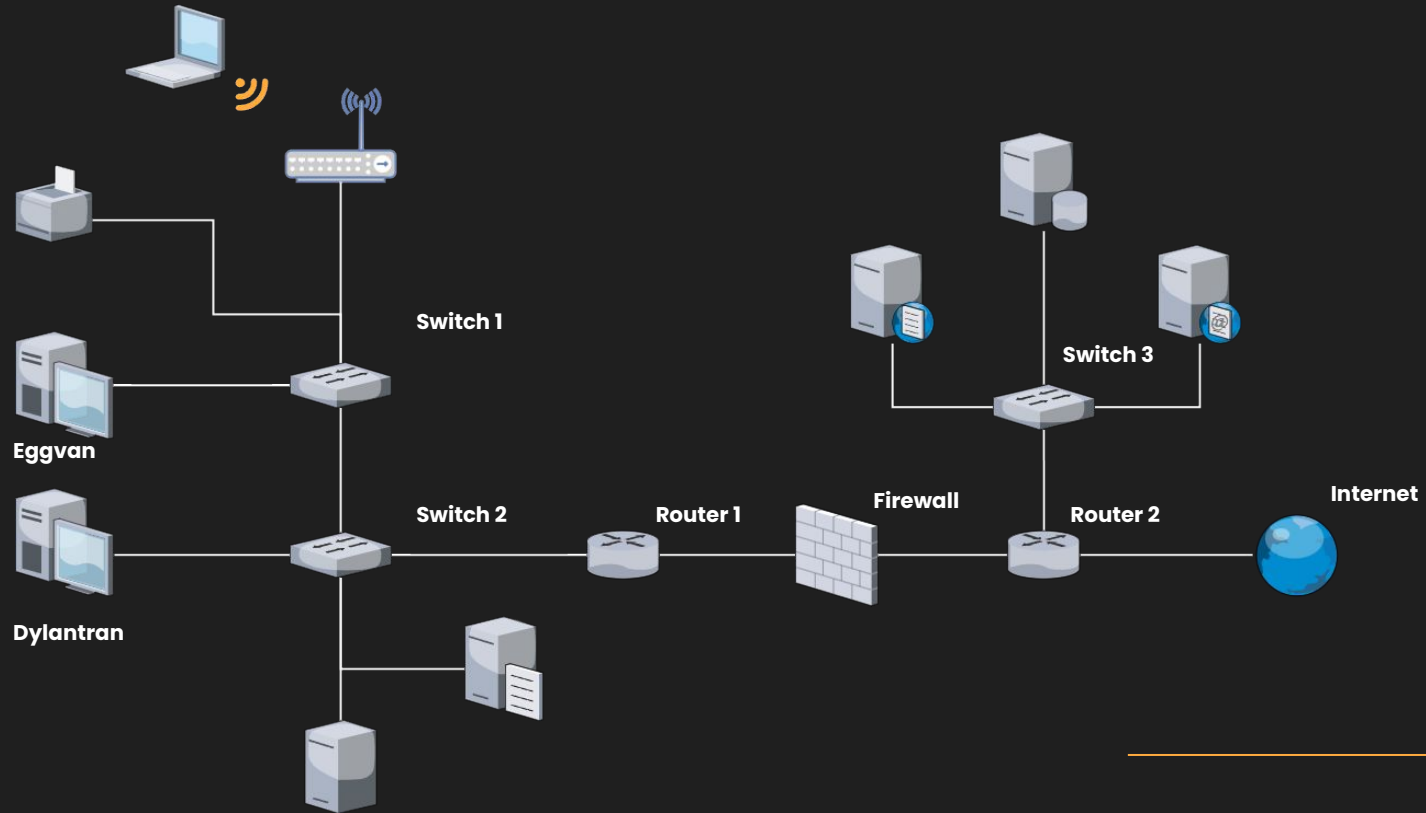 Switch 1
Switch 3
Eggvan
Internet
Firewall
Switch 2
Router 1
Router 2
Dylantran
@